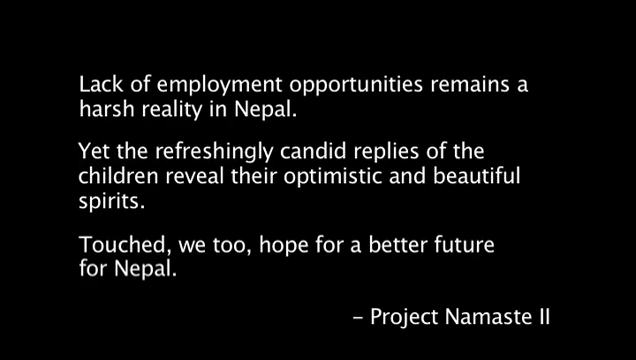 Lack of employment opportunities remains a
harsh reality in Nepal.
Yet the refreshingly candid replies of the
children reveal their optimistic and beautiful
spirits.
Touched, we too, hope for a better future
for Nepal.
– Project Namaste II